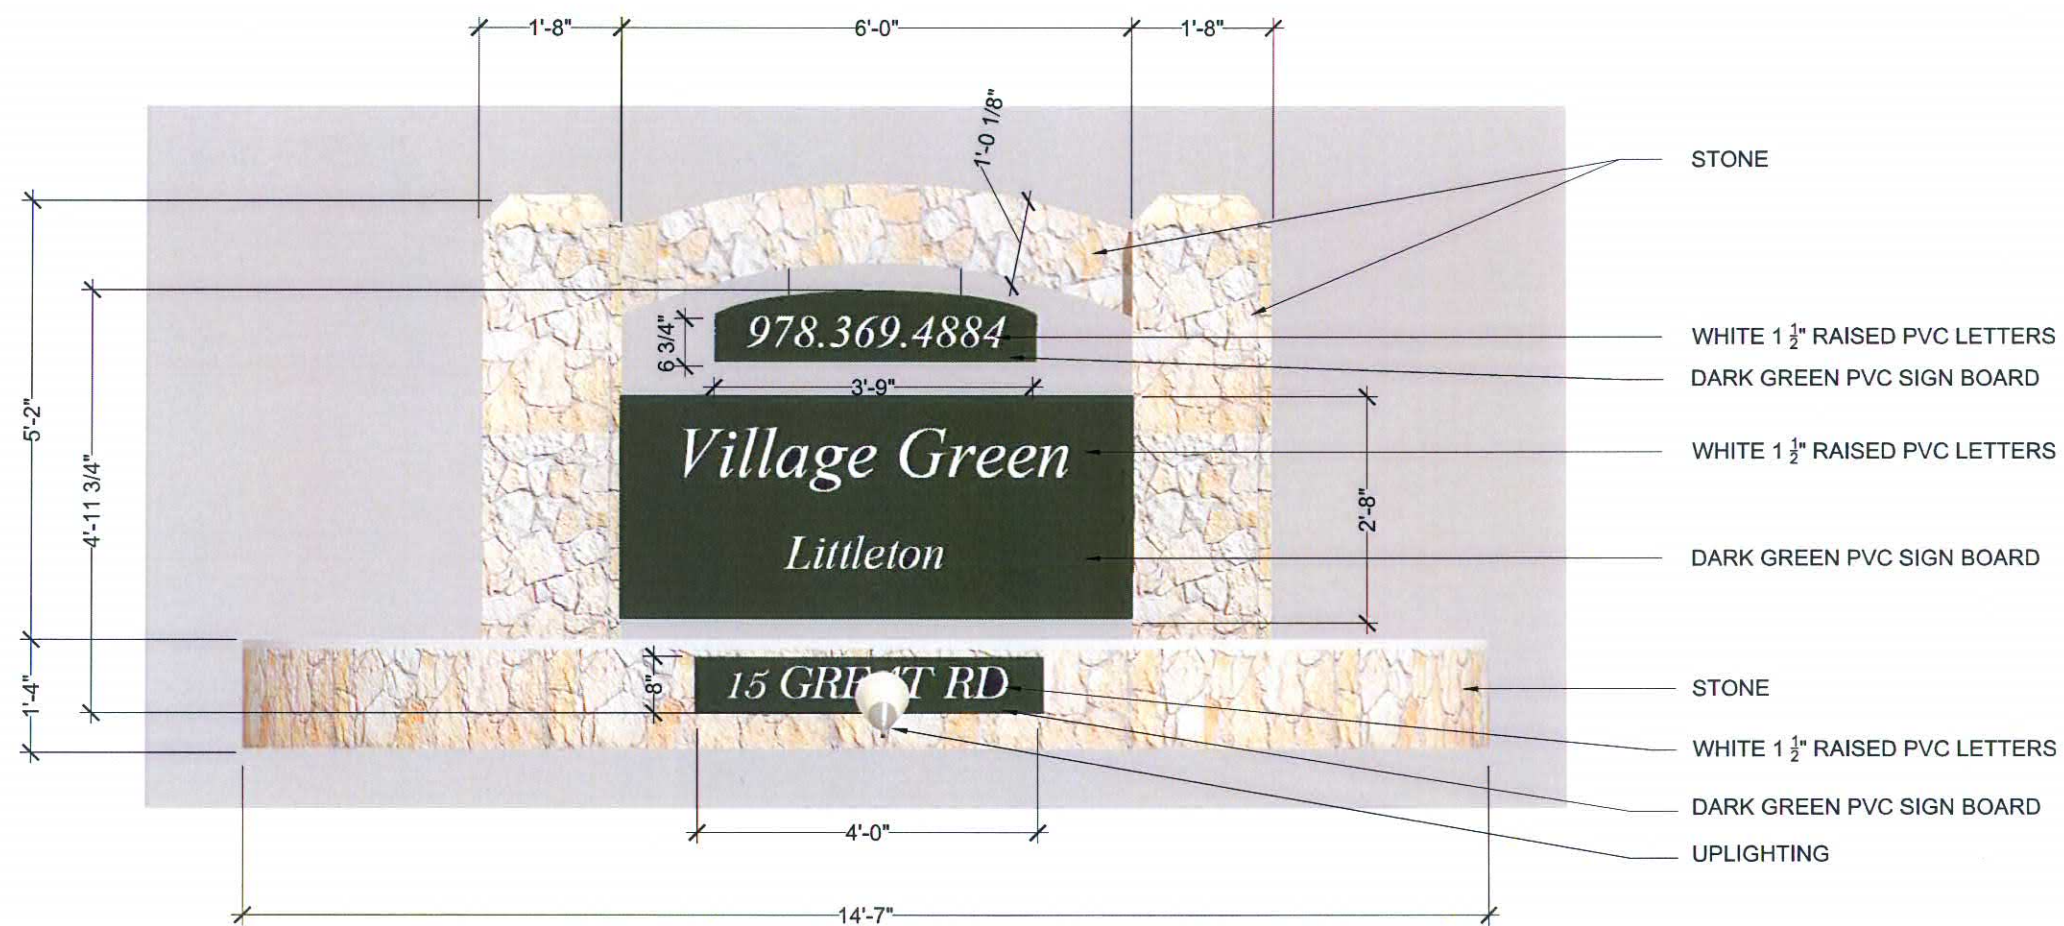 1'-8" 6'-0" 1'-8"
1'-0 1/8"
STONE
978.369.4884
6 3/4"
WHITE 1 1/2" RAISED PVC LETTERS
DARK GREEN PVC SIGN BOARD
3'-9"
5'-2"
Village Green
WHITE 1 1/2" RAISED PVC LETTERS
4'-11 3/4"
2'-8"
Littleton
DARK GREEN PVC SIGN BOARD
1'-4"
8"
15 GREAT RD
STONE
WHITE 1 1/2" RAISED PVC LETTERS
DARK GREEN PVC SIGN BOARD
4'-0"
UPLIGHTING
14'-7"